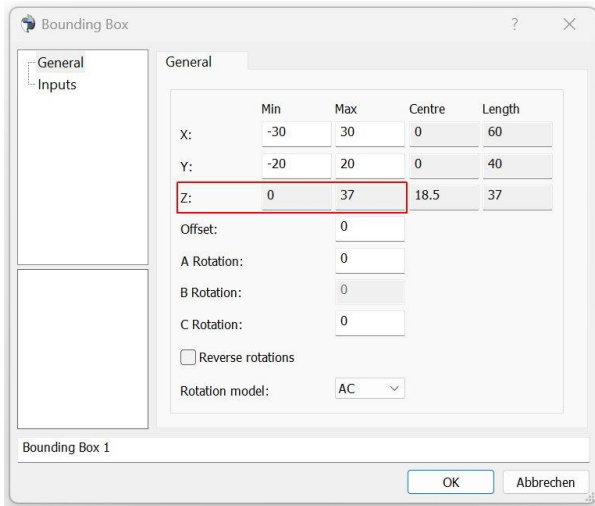 Bounding Box ?
General
Inputs
General
Min Max Centre Length
X: -30 30 0 60
Y: -20 20 0 40
Z: 0 37 18.5 37
Offset: 0
A Rotation: 0
B Rotation: 0
C Rotation: 0
Reverse rotations
Rotation model: AC
Bounding Box 1
OK Abbrechen